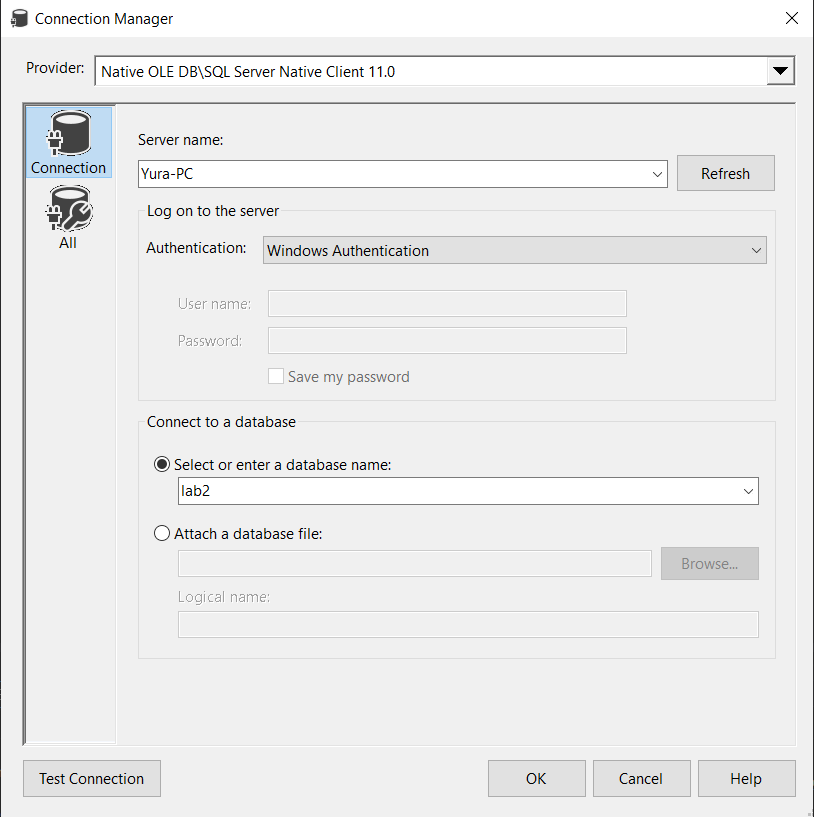 Connection Manager
Provider: Native OLE DB\SQL Server Native Client 11.0
Connection
All
Server name:
Yura-PC
Refresh
Log on to the server
Authentication: Windows Authentication
User name:
Password:
Save my password
Connect to a database
Select or enter a database name:
lab2
Attach a database file:
Browse...
Logical name:
Test Connection
OK
Cancel
Help